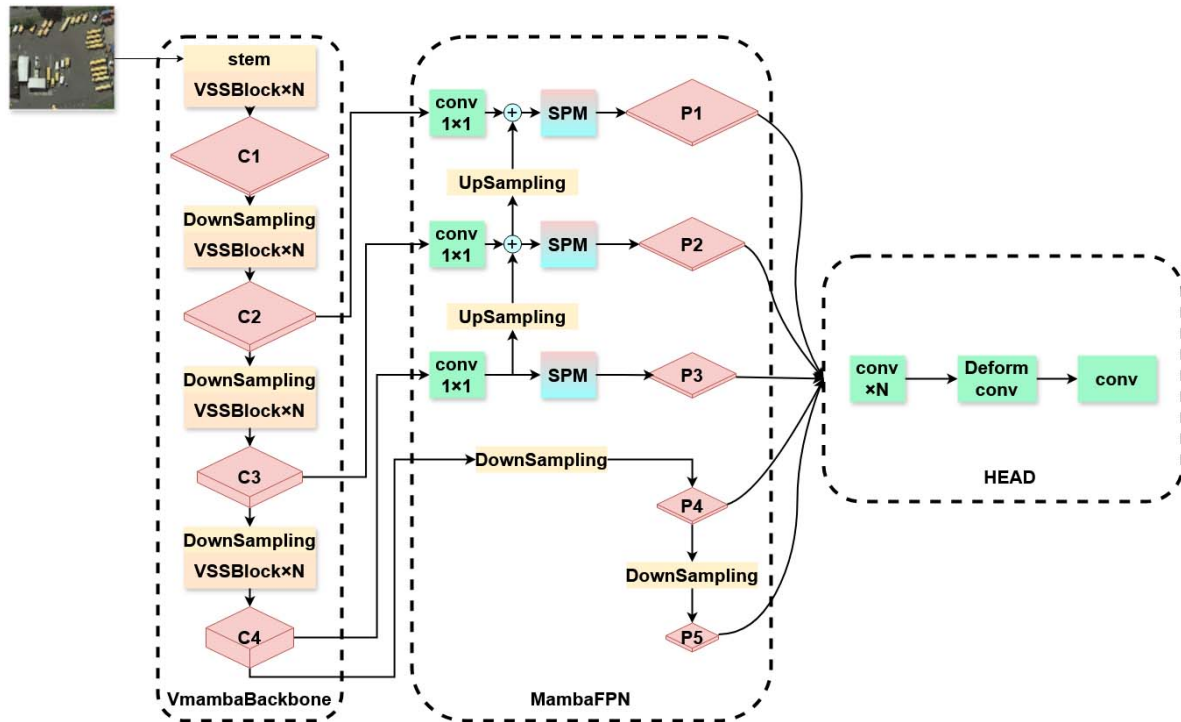 stem
VSSBlock×N
C1
DownSampling
VSSBlock×N
C2
DownSampling
VSSBlock×N
C3
DownSampling
VSSBlock×N
C4
VmambaBackbone
conv
1×1
+
SPM
P1
UpSampling
conv
1×1
+
SPM
P2
UpSampling
conv
1×1
SPM
P3
DownSampling
P4
DownSampling
P5
MambaFPN
conv
×N
Deform
conv
conv
HEAD